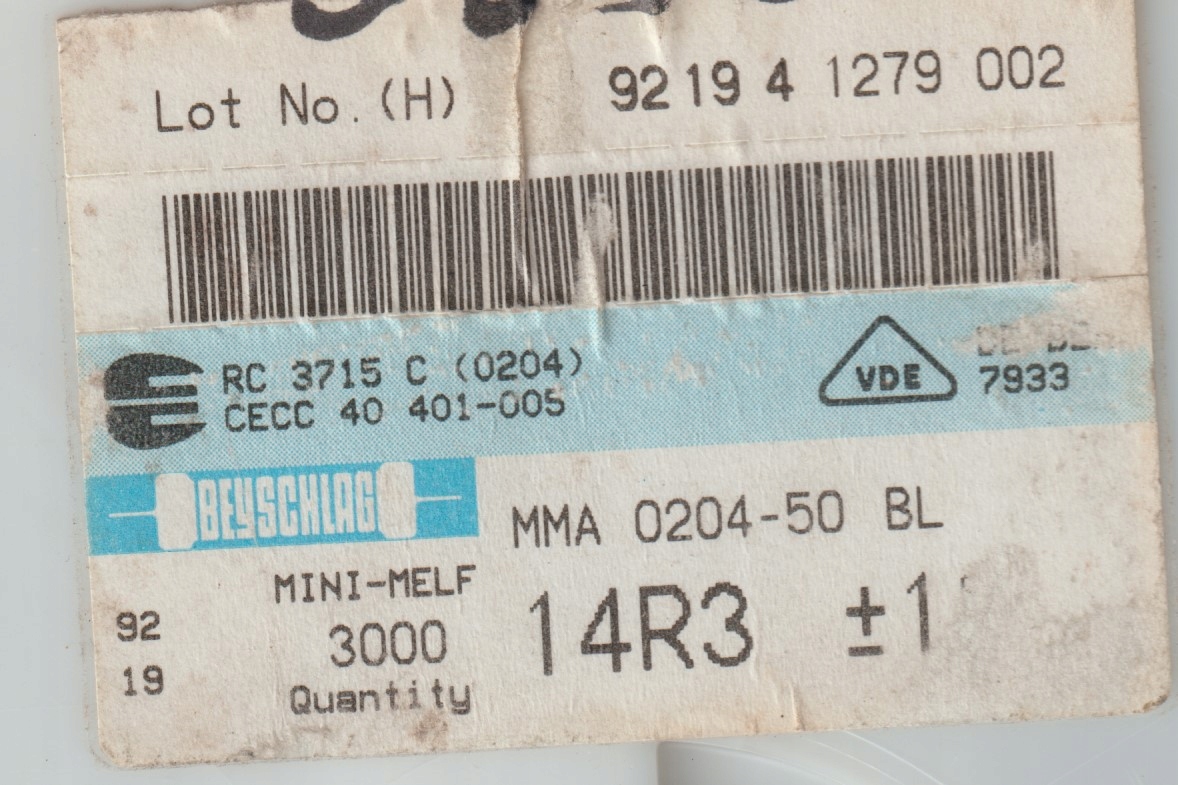 Lot No. (H) 92 19 4 1279 002
RC 3715 C (0204)
CECC 40 401-005
VDE
7933
BEYSCHLAG
MMA 0204-50 BL
MINI-MELF
14R3 ±1
92
3000
19
Quantity